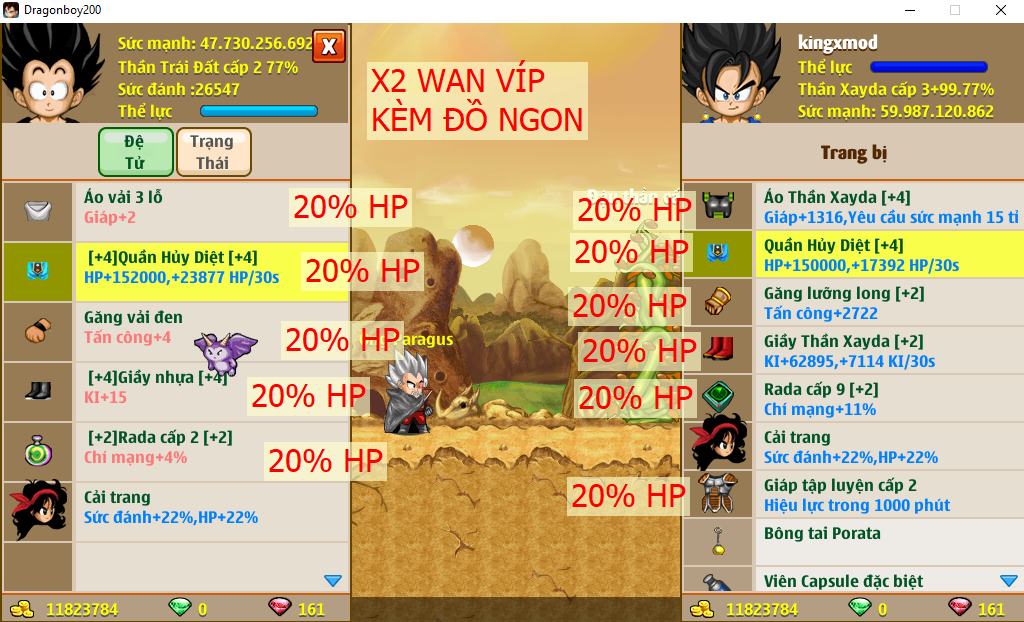 Dragonboy200
Sức mạnh: 47.730.256.692
Thần Trái Đất cấp 2 77%
Sức đánh :26547
Thể lực
X
Đệ
Tử
Trạng
Thái
Áo vải 3 lỗ
Giáp+2
20% HP
[+4]Quần Hủy Diệt [+4]
HP+152000,+23877 HP/30s
20% HP
Găng vải đen
Tấn công+4
20% HP
[+4]Giầy nhựa [+4]
KI+15
20% HP
[+2]Rada cấp 2 [+2]
Chí mạng+4%
20% HP
Cải trang
Sức đánh+22%,HP+22%
11823784
0
161
X2 WAN VÍP
KÈM ĐỒ NGON
aragus
kingxmod
Thể lực
Thần Xayda cấp 3+99.77%
Sức mạnh: 59.987.120.862
Trang bị
20% HP
Áo Thần Xayda [+4]
Giáp+1316,Yêu cầu sức mạnh 15 tỉ
20% HP
Quần Hủy Diệt [+4]
HP+150000,+17392 HP/30s
20% HP
Găng lưỡng long [+2]
Tấn công+2722
20% HP
Giầy Thần Xayda [+2]
KI+62895,+7114 KI/30s
20% HP
Rada cấp 9 [+2]
Chí mạng+11%
Cải trang
Sức đánh+22%,HP+22%
20% HP
Giáp tập luyện cấp 2
Hiệu lực trong 1000 phút
Bông tai Porata
Viên Capsule đặc biệt
11823784
0
161